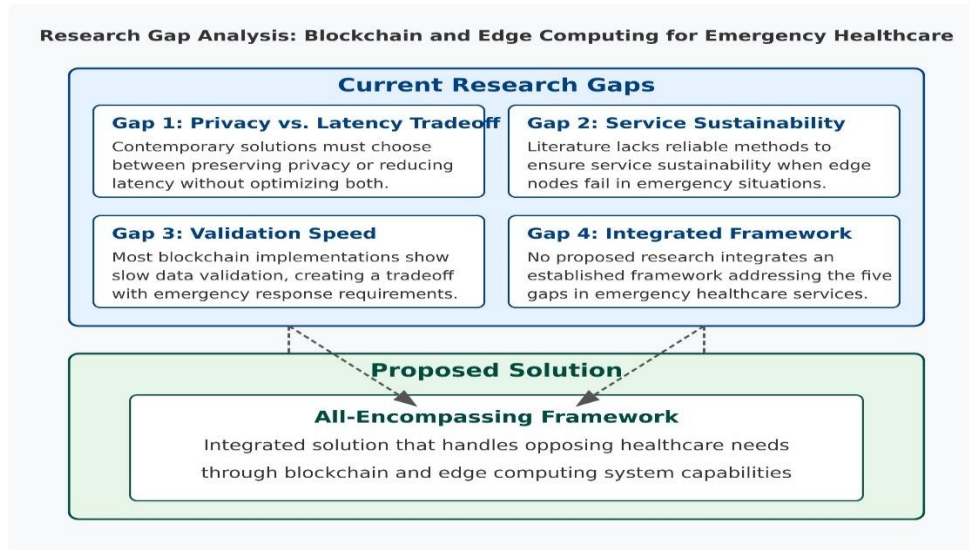 Research Gap Analysis: Blockchain and Edge Computing for Emergency Healthcare
Current Research Gaps
Gap 1: Privacy vs. Latency Tradeoff
Contemporary solutions must choose
between preserving privacy or reducing
latency without optimizing both.
Gap 2: Service Sustainability
Literature lacks reliable methods to
ensure service sustainability when edge
nodes fail in emergency situations.
Gap 3: Validation Speed
Most blockchain implementations show
slow data validation, creating a tradeoff
with emergency response requirements.
Gap 4: Integrated Framework
No proposed research integrates an
established framework addressing the five
gaps in emergency healthcare services.
Proposed Solution
All-Encompassing Framework
Integrated solution that handles opposing healthcare needs
through blockchain and edge computing system capabilities